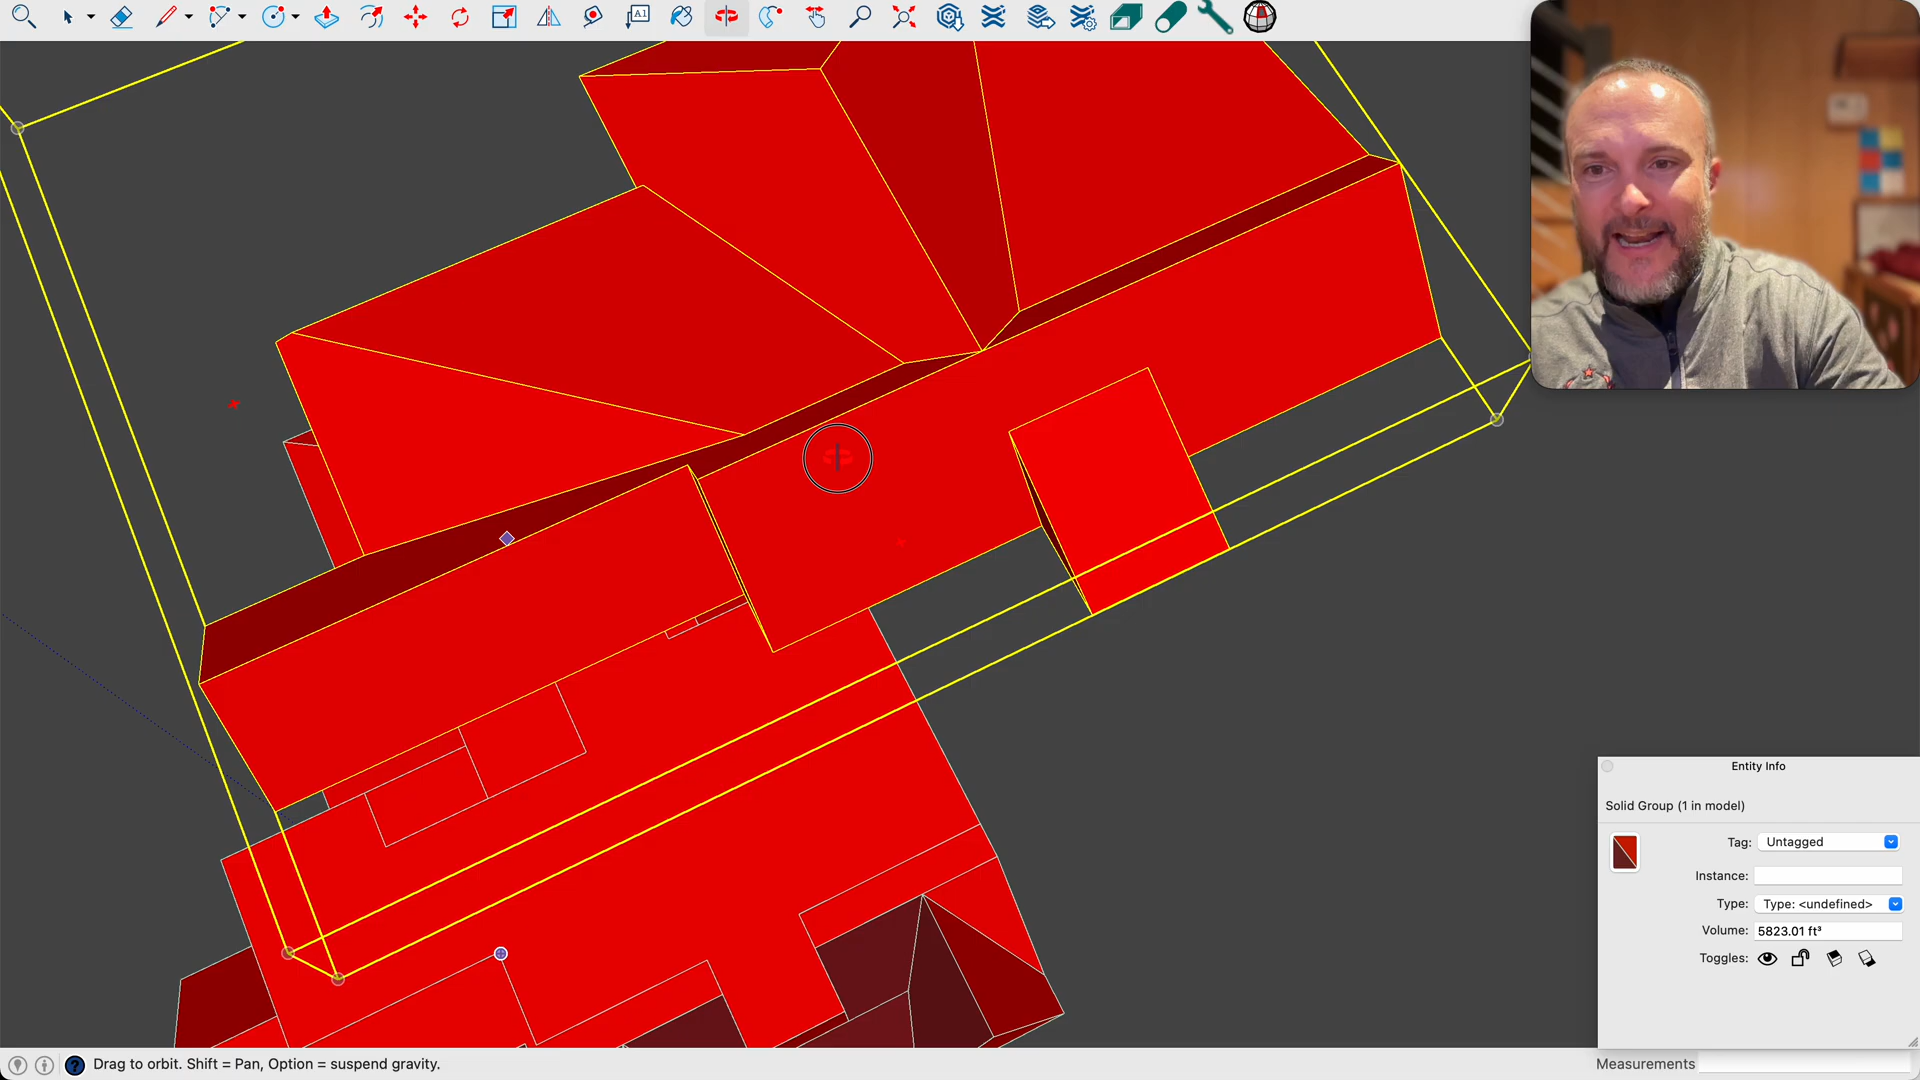 A1
Entity Info
Solid Group (1 in model)
Tag: Untagged
Instance:
Type: Type: <undefined>
Volume: 5823.01 ft³
Toggles:
? Drag to orbit. Shift = Pan, Option = suspend gravity.
Measurements